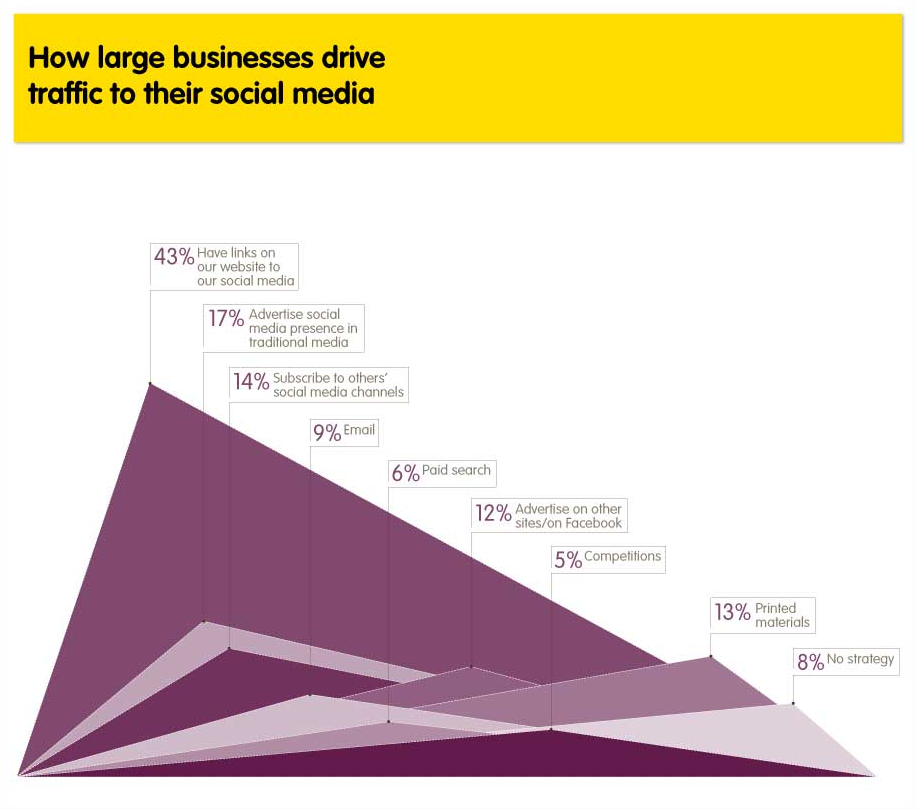 How large businesses drive
traffic to their social media
43% Have links on
our website to
our social media
17% Advertise social
media presence in
traditional media
14% Subscribe to others'
social media channels
9% Email
6% Paid search
12% Advertise on other
sites/on Facebook
5% Competitions
13% Printed
materials
8% No strategy